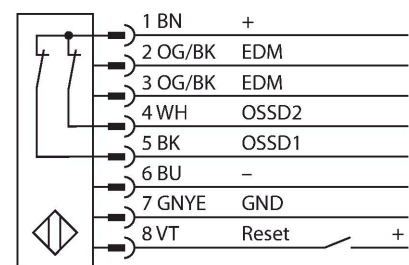 1 BN +
2 OG/BK EDM
3 OG/BK EDM
4 WH OSSD2
5 BK OSSD1
6 BU –
7 GNYE GND
8 VT Reset +